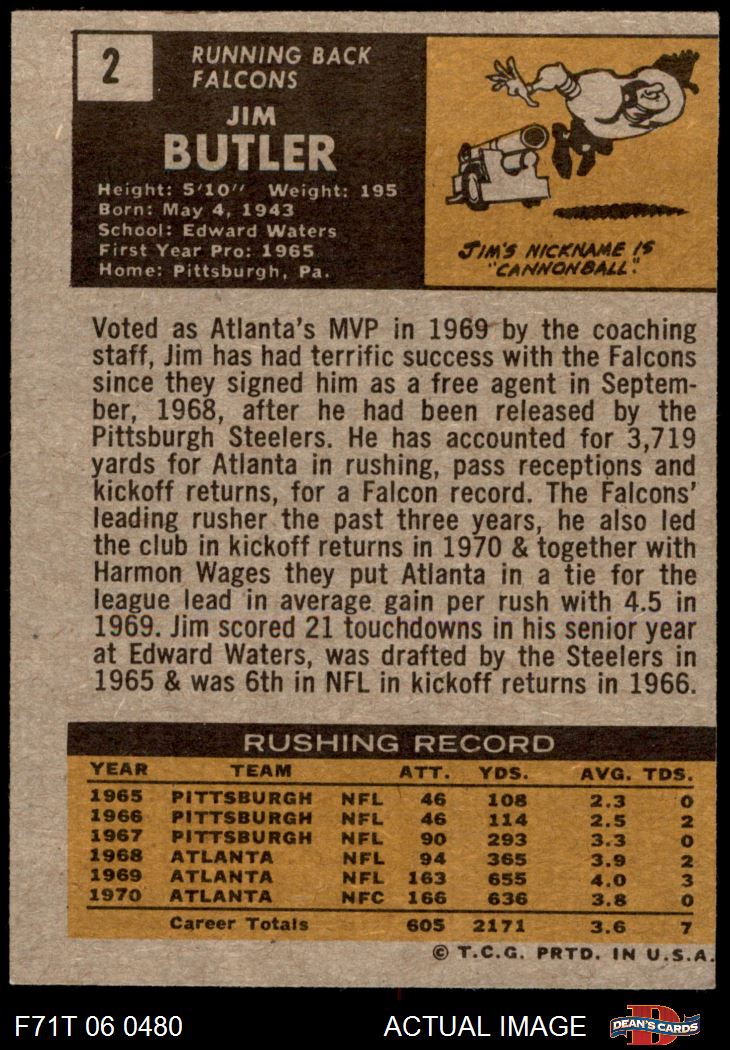 2
RUNNING BACK
FALCONS
JIM
BUTLER
Height: 5'10" Weight: 195
Born: May 4, 1943
School: Edward Waters
First Year Pro: 1965
Home: Pittsburgh, Pa.
JIM'S NICKNAME IS
"CANNONBALL."
Voted as Atlanta's MVP in 1969 by the coaching
staff, Jim has had terrific success with the Falcons
since they signed him as a free agent in Septem-
ber, 1968, after he had been released by the
Pittsburgh Steelers. He has accounted for 3,719
yards for Atlanta in rushing, pass receptions and
kickoff returns, for a Falcon record. The Falcons'
leading rusher the past three years, he also led
the club in kickoff returns in 1970 & together with
Harmon Wages they put Atlanta in a tie for the
league lead in average gain per rush with 4.5 in
1969. Jim scored 21 touchdowns in his senior year
at Edward Waters, was drafted by the Steelers in
1965 & was 6th in NFL in kickoff returns in 1966.
RUSHING RECORD
YEAR TEAM ATT. YDS. AVG. TDS.
1965 PITTSBURGH NFL 46 108 2.3 0
1966 PITTSBURGH NFL 46 114 2.5 2
1967 PITTSBURGH NFL 90 293 3.3 0
1968 ATLANTA NFL 94 365 3.9 2
1969 ATLANTA NFL 163 655 4.0 3
1970 ATLANTA NFC 166 636 3.8 0
Career Totals 605 2171 3.6 7
© T.C.G. PRTD. IN U.S.A.
F71T 06 0480 ACTUAL IMAGE D DEAN'S CARDS